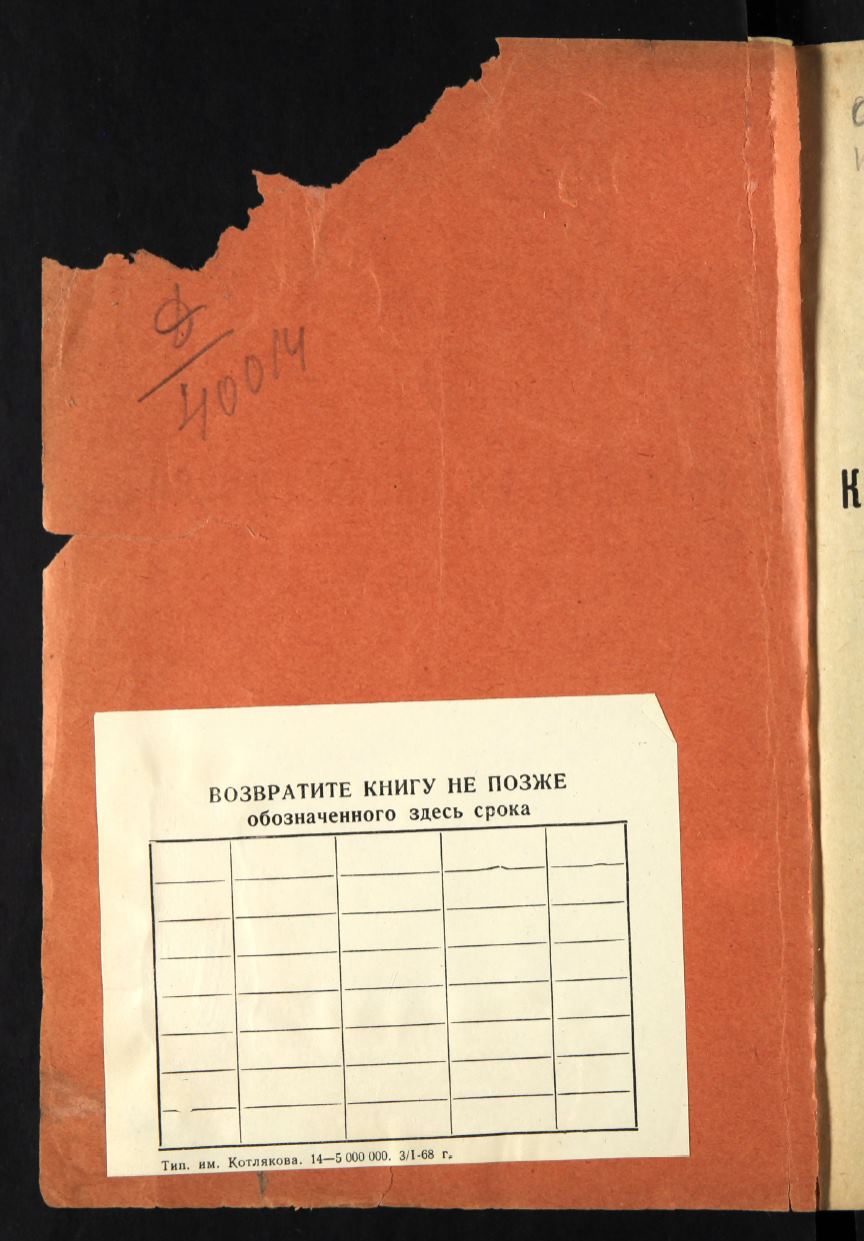 Ф
40014
К
ВОЗВРАТИТЕ КНИГУ НЕ ПОЗЖЕ
обозначенного здесь срока
Тип. им. Котлякова. 14—5 000 000. 3/I-68 г.